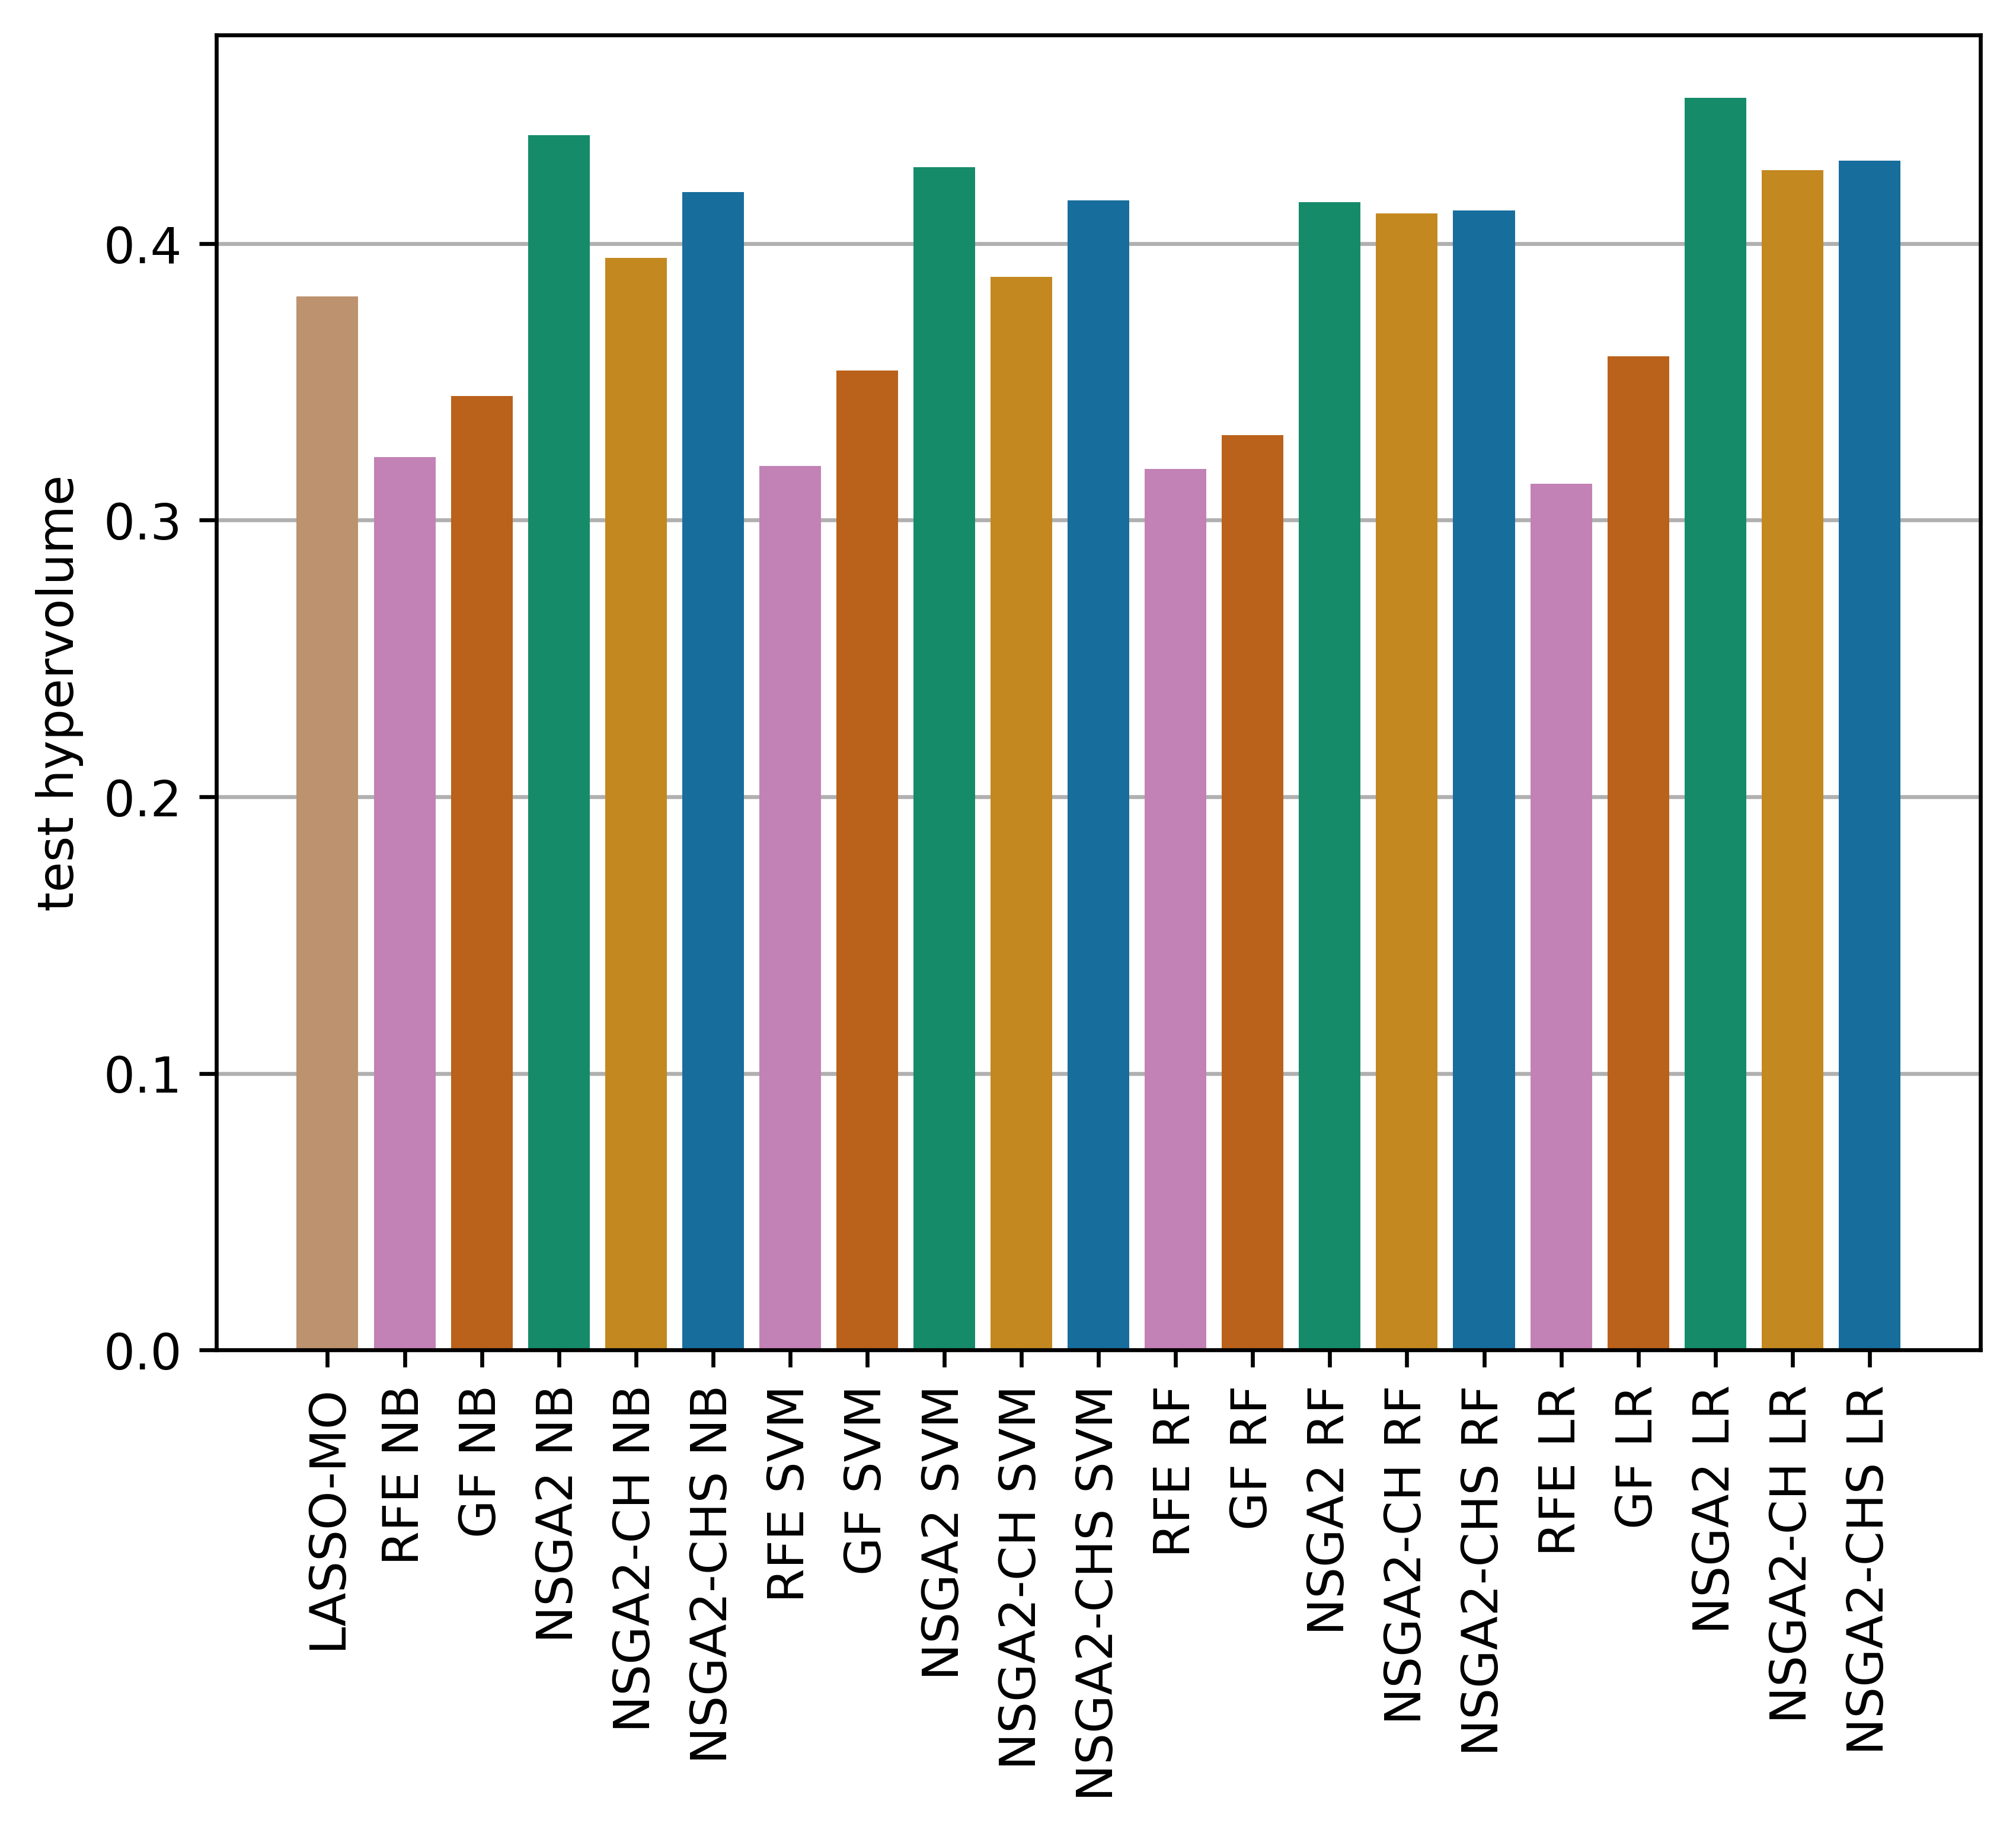 test hypervolume
0.4
0.3
0.2
0.1
0.0
LASSO-MO
RFE NB
GF NB
NSGA2 NB
NSGA2-CH NB
NSGA2-CHS NB
RFE SVM
GF SVM
NSGA2 SVM
NSGA2-CH SVM
NSGA2-CHS SVM
RFE RF
GF RF
NSGA2 RF
NSGA2-CH RF
NSGA2-CHS RF
RFE LR
GF LR
NSGA2 LR
NSGA2-CH LR
NSGA2-CHS LR